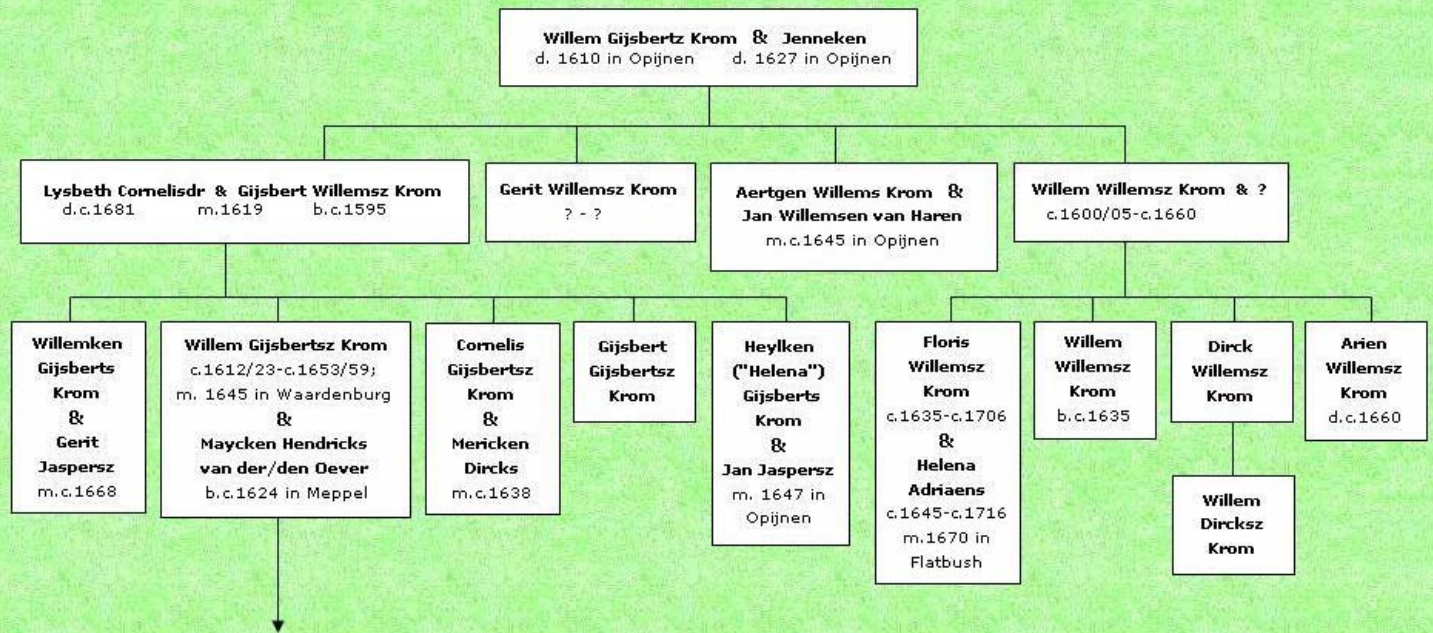 Willem Gijsbertz Krom & Jenneken
d. 1610 in Opijnen d. 1627 in Opijnen
Lysbeth Cornelisdr & Gijsbert Willemsz Krom
d.c.1681 m.1619 b.c.1595
Gerit Willemsz Krom
? - ?
Aertgen Willems Krom &
Jan Willemsen van Haren
m.c.1645 in Opijnen
Willem Willemsz Krom & ?
c.1600/05-c.1660
Willemken
Gijsberts
Krom
&
Gerit
Jaspersz
m.c.1668
Willem Gijsbertsz Krom
c.1612/23-c.1653/59;
m. 1645 in Waardenburg
&
Maycken Hendricks
van der/den Oever
b.c.1624 in Meppel
Cornelis
Gijsbertsz
Krom
&
Mericken
Dircks
m.c.1638
Gijsbert
Gijsbertsz
Krom
Heylken
("Helena")
Gijsberts
Krom
&
Jan Jaspersz
m. 1647 in
Opijnen
Floris
Willemsz
Krom
c.1635-c.1706
&
Helena
Adriaens
c.1645-c.1716
m.1670 in
Flatbush
Willem
Willemsz
Krom
b.c.1635
Dirck
Willemsz
Krom
Arien
Willemsz
Krom
d.c.1660
Willem
Dircksz
Krom